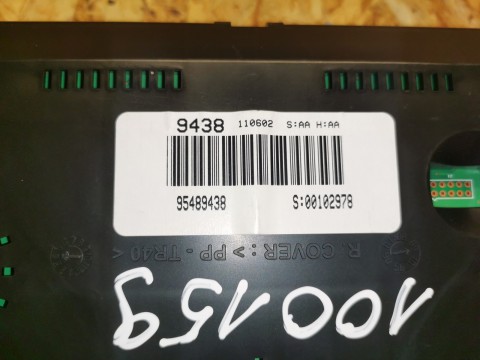 9438 110602 S:AA H:AA
95489438 S:00102978
R. COVER : > PP - TR40 <
100159